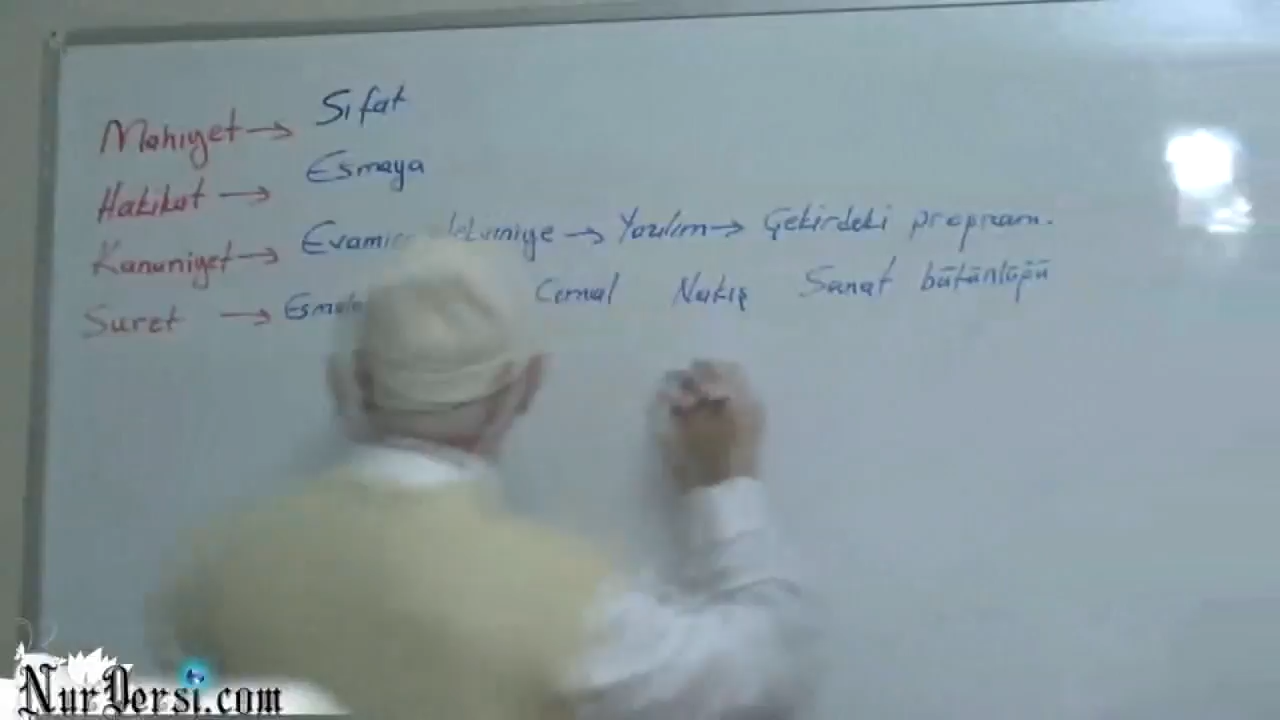 Mahiyet → Sıfat
Hakikat → Esmaya
Kanuniyet → → Yazılım → Çekirdeki program.
Suret → Cemal Nakış Sanat bütünlüğü
NurDersi.com